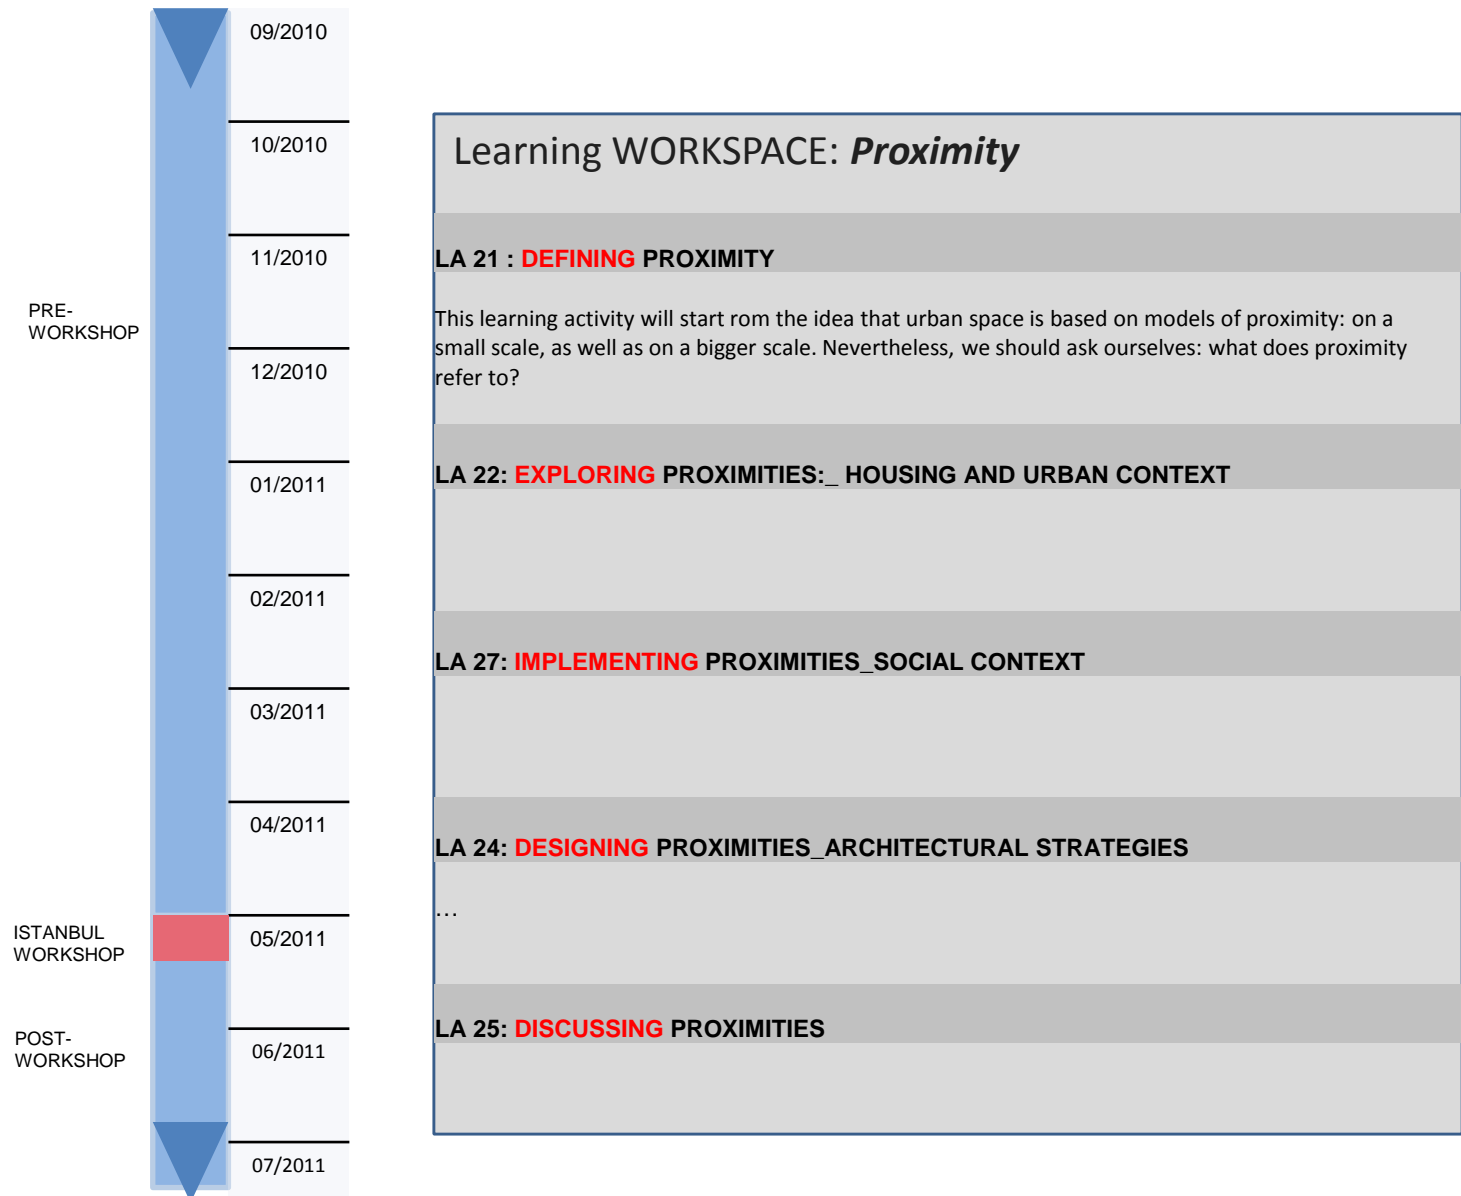 09/2010
10/2010
11/2010
PRE-
WORKSHOP
12/2010
01/2011
02/2011
03/2011
04/2011
ISTANBUL
WORKSHOP
05/2011
POST-
WORKSHOP
06/2011
07/2011
Learning WORKSPACE: Proximity
LA 21 : DEFINING PROXIMITY
This learning activity will start rom the idea that urban space is based on models of proximity: on a
small scale, as well as on a bigger scale. Nevertheless, we should ask ourselves: what does proximity
refer to?
LA 22: EXPLORING PROXIMITIES:_ HOUSING AND URBAN CONTEXT
LA 27: IMPLEMENTING PROXIMITIES_SOCIAL CONTEXT
LA 24: DESIGNING PROXIMITIES_ARCHITECTURAL STRATEGIES
…
LA 25: DISCUSSING PROXIMITIES